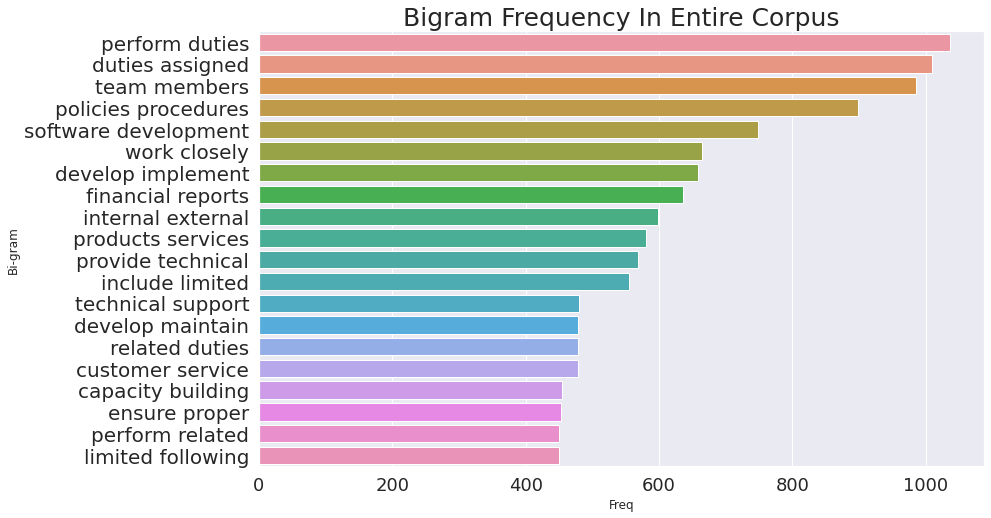 Bigram Frequency In Entire Corpus
perform duties
duties assigned
team members
policies procedures
software development
work closely
develop implement
financial reports
internal external
products services
provide technical
include limited
technical support
develop maintain
related duties
customer service
capacity building
ensure proper
perform related
limited following
Bi-gram
0 200 400 600 800 1000
Freq